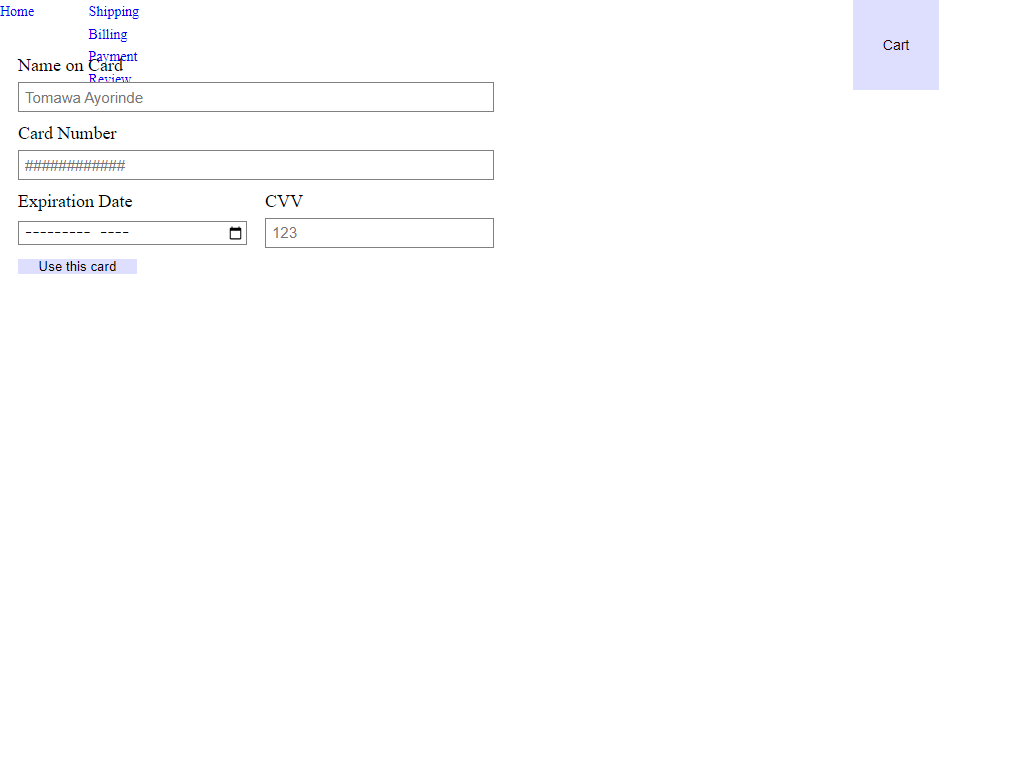 Home
Shipping
Billing
Payment
Review
Cart
Name on Card
Tomawa Ayorinde
Card Number
############
Expiration Date
CVV
--------- ----
123
Use this card